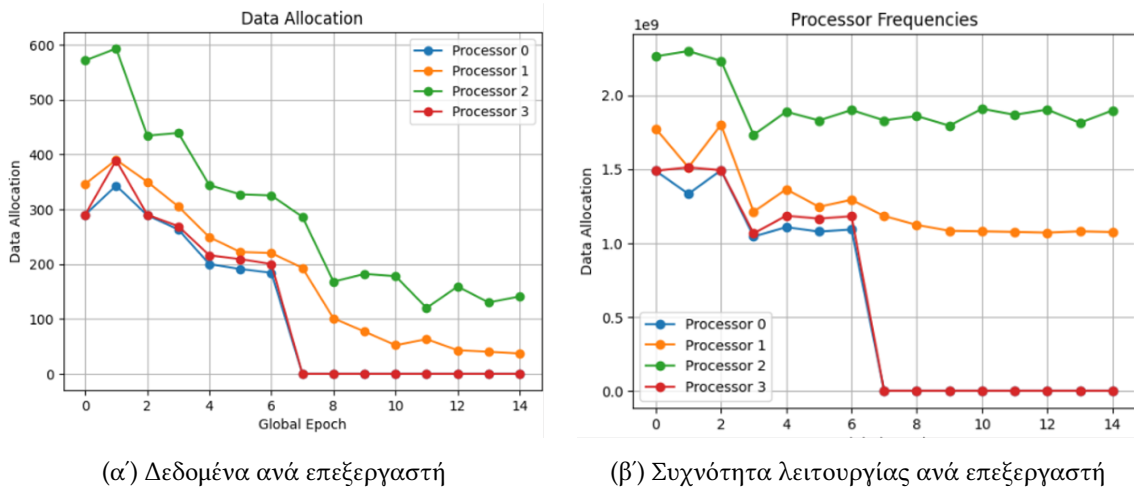 Data Allocation
Data Allocation
600
500
400
300
200
100
0
Processor 0
Processor 1
Processor 2
Processor 3
0 2 4 6 8 10 12 14
Global Epoch
Processor Frequencies
1e9
Data Allocation
2.0
1.5
1.0
0.5
0.0
Processor 0
Processor 1
Processor 2
Processor 3
0 2 4 6 8 10 12 14
(αʹ) Δεδομένα ανά επεξεργαστή
(βʹ) Συχνότητα λειτουργίας ανά επεξεργαστή